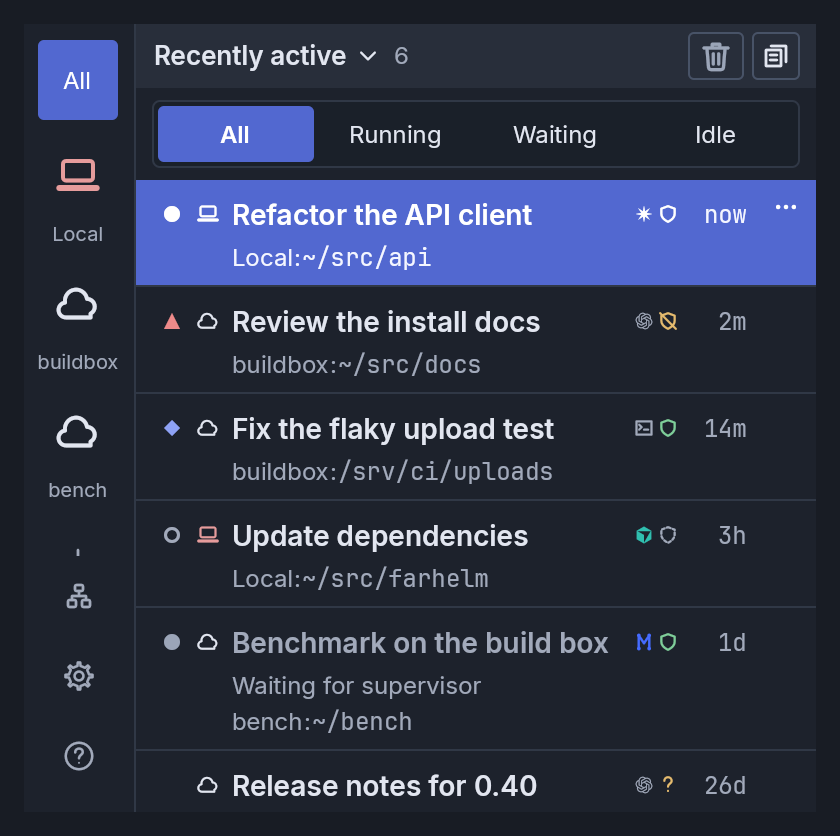 All
Local
buildbox
bench
Recently active 6
All Running Waiting Idle
Refactor the API client now
Local:~/src/api
Review the install docs 2m
buildbox:~/src/docs
Fix the flaky upload test 14m
buildbox:/srv/ci/uploads
Update dependencies 3h
Local:~/src/farhelm
Benchmark on the build box 1d
Waiting for supervisor
bench:~/bench
Release notes for 0.40 ? 26d